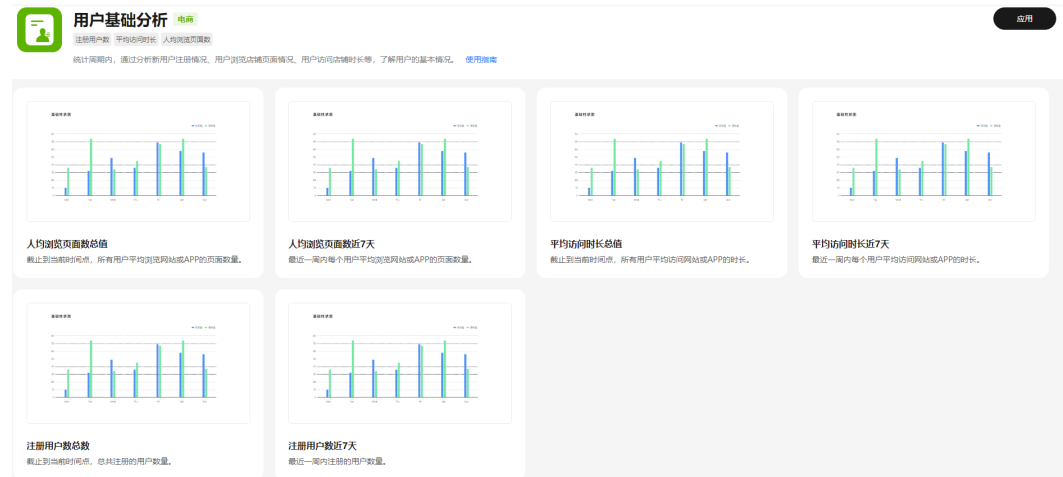 用户基础分析 电商
应用
注册用户数 平均访问时长 人均浏览页面数
统计周期内，通过分析新用户注册情况、用户浏览店铺页面情况、用户访问店铺时长等，了解用户的基本情况。 使用指南
人均浏览页面数总值
截止到当前时间点，所有用户平均浏览网站或APP的页面数量。
人均浏览页面数近7天
最近一周内每个用户平均浏览网站或APP的页面数量。
平均访问时长总值
截止到当前时间点，所有用户平均访问网站或APP的时长。
平均访问时长近7天
最近一周内每个用户平均访问网站或APP的时长。
注册用户数总数
截止到当前时间点，总共注册的用户数量。
注册用户数近7天
最近一周内注册的用户数量。